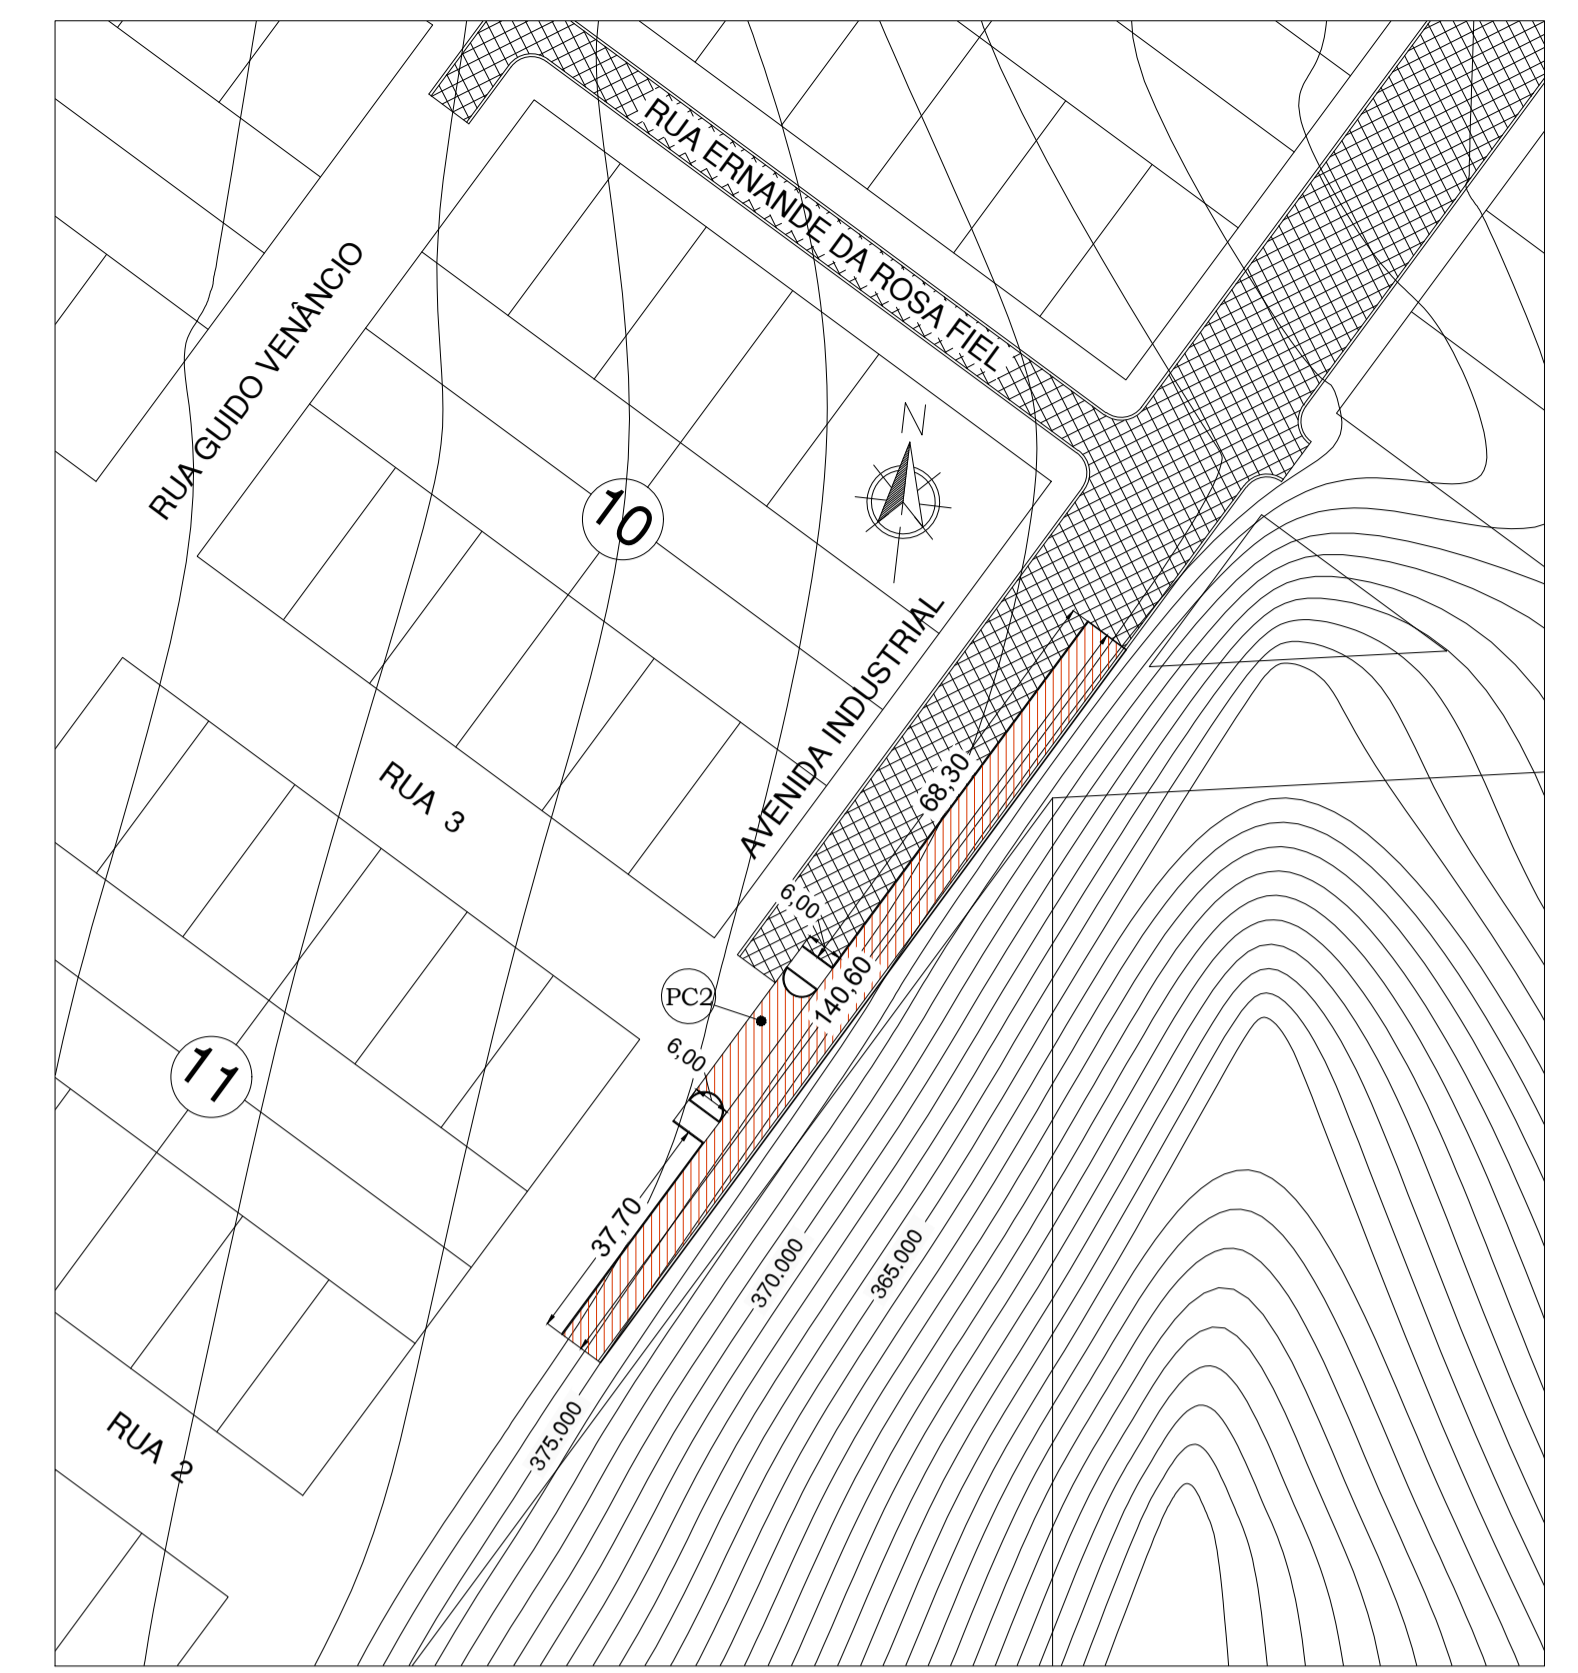 RUA ERNANDE DA ROSA FIEL
RUA GUIDO VENÂNCIO
N
10
AVENIDA INDUSTRIAL
RUA 3
68,30
6,00
140,60
PC2
6,00
11
37,70
370.000
365.000
375.000
RUA 2